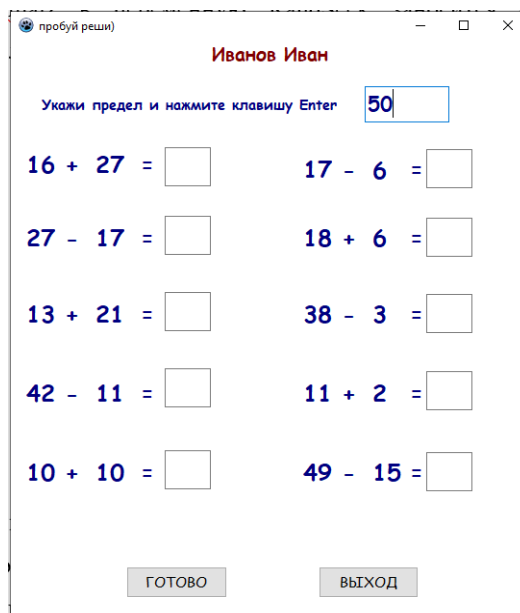 пробуй реши)
Иванов Иван
Укажи предел и нажмите клавишу Enter 50
16 + 27 =
17 - 6 =
27 - 17 =
18 + 6 =
13 + 21 =
38 - 3 =
42 - 11 =
11 + 2 =
10 + 10 =
49 - 15 =
ГОТОВО
ВЫХОД